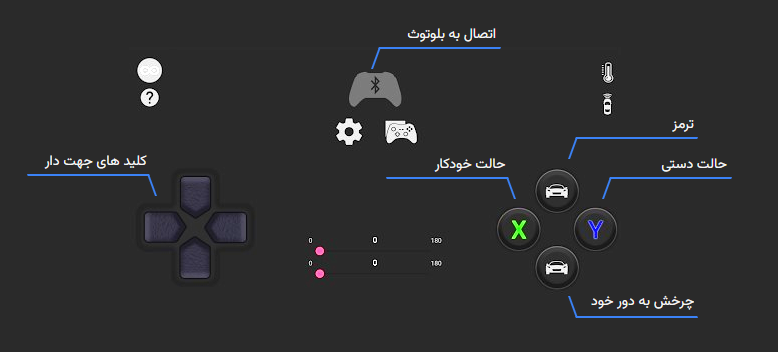 اتصال به بلوتوث
?
ترمز
کلید های جهت دار
حالت خودکار
حالت دستی
X
Y
0 0 180
0 0 180
چرخش به دور خود